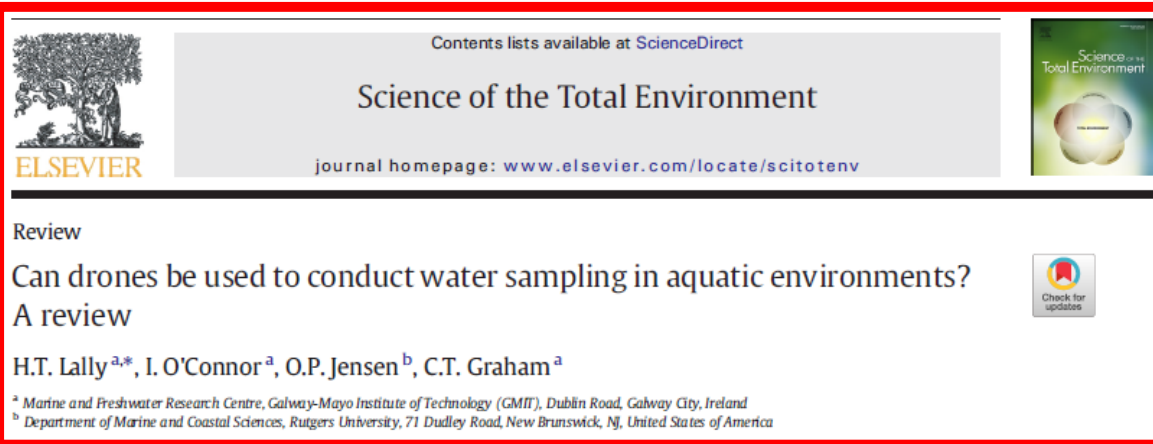 Contents lists available at ScienceDirect
Science of the Total Environment
journal homepage: www.elsevier.com/locate/scitotenv
ELSEVIER
Science OF THE
Total Environment
TOTAL ENVIRONMENT
Review
Can drones be used to conduct water sampling in aquatic environments?
A review
Check for
updates
H.T. Lally a,*, I. O'Connor a, O.P. Jensen b, C.T. Graham a
a Marine and Freshwater Research Centre, Galway-Mayo Institute of Technology (GMIT), Dublin Road, Galway City, Ireland
b Department of Marine and Coastal Sciences, Rutgers University, 71 Dudley Road, New Brunswick, NJ, United States of America